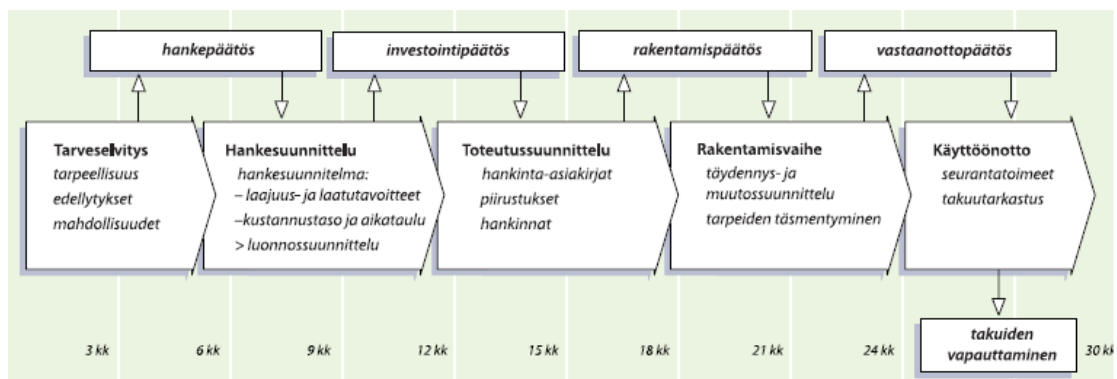 hankepäätös
investointipäätös
rakentamispäätös
vastaanottopäätös
Tarveselvitys
tarpeellisuus
edellytykset
mahdollisuudet
Hankesuunnittelu
hankesuunnitelma:
– laajuus- ja laatutavoitteet
–kustannustaso ja aikataulu
> luonnossuunnittelu
Toteutussuunnittelu
hankinta-asiakirjat
piirustukset
hankinnat
Rakentamisvaihe
täydennys- ja
muutossuunnittelu
tarpeiden täsmentyminen
Käyttöönotto
seurantatoimeet
takuutarkastus
takuiden
vapauttaminen
3 kk
6 kk
9 kk
12 kk
15 kk
18 kk
21 kk
24 kk
30 kk